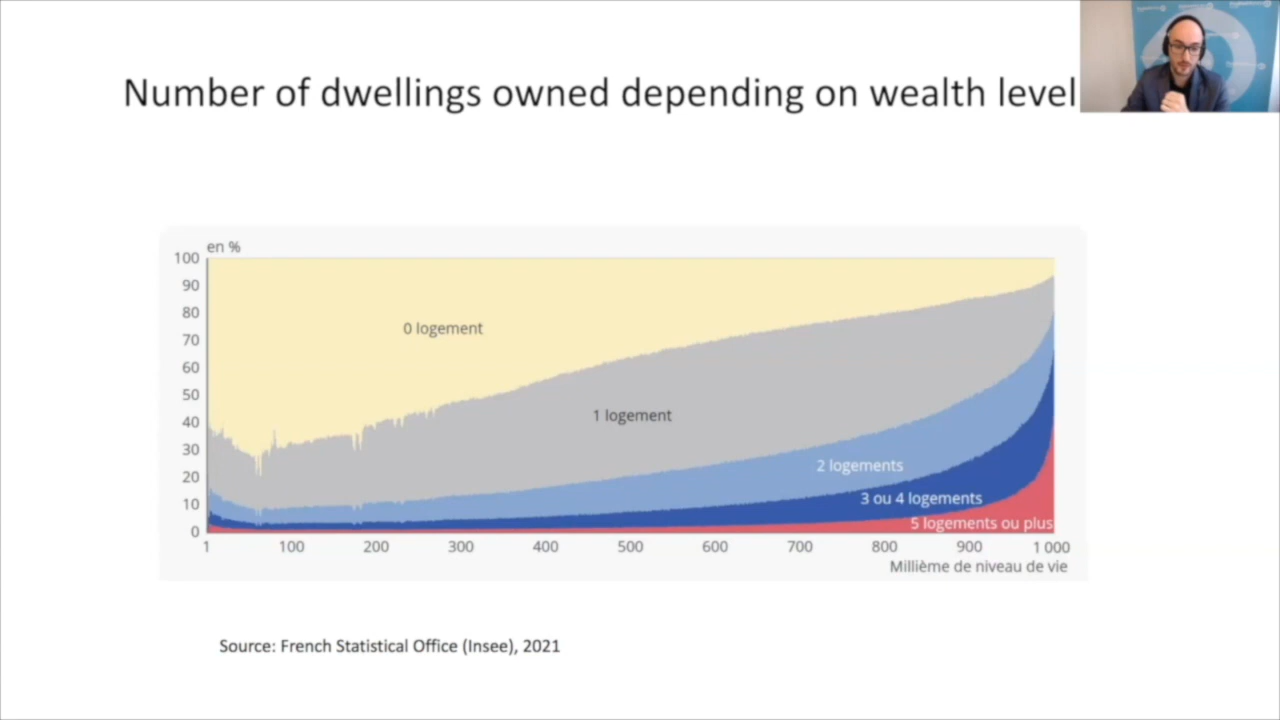 Number of dwellings owned depending on wealth level
en %
100
90
80
70
60
50
40
30
20
10
0
0 logement
1 logement
2 logements
3 ou 4 logements
5 logements ou plus
1 100 200 300 400 500 600 700 800 900 1 000
Millième de niveau de vie
Source: French Statistical Office (Insee), 2021